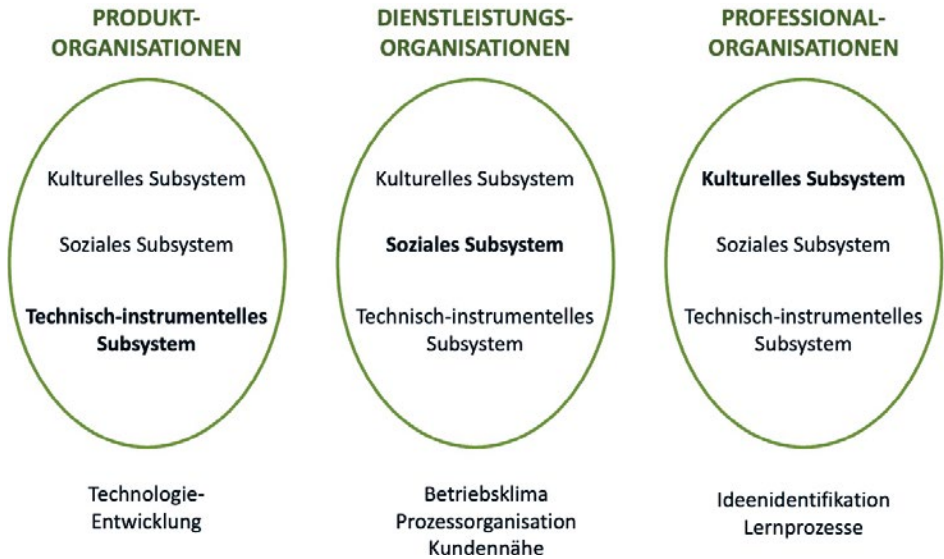 PRODUKT-
ORGANISATIONEN
Kulturelles Subsystem
Soziales Subsystem
Technisch-instrumentelles
Subsystem
Technologie-
Entwicklung
DIENSTLEISTUNGS-
ORGANISATIONEN
Kulturelles Subsystem
Soziales Subsystem
Technisch-instrumentelles
Subsystem
Betriebsklima
Prozessorganisation
Kundennähe
PROFESSIONAL-
ORGANISATIONEN
Kulturelles Subsystem
Soziales Subsystem
Technisch-instrumentelles
Subsystem
Ideenidentifikation
Lernprozesse